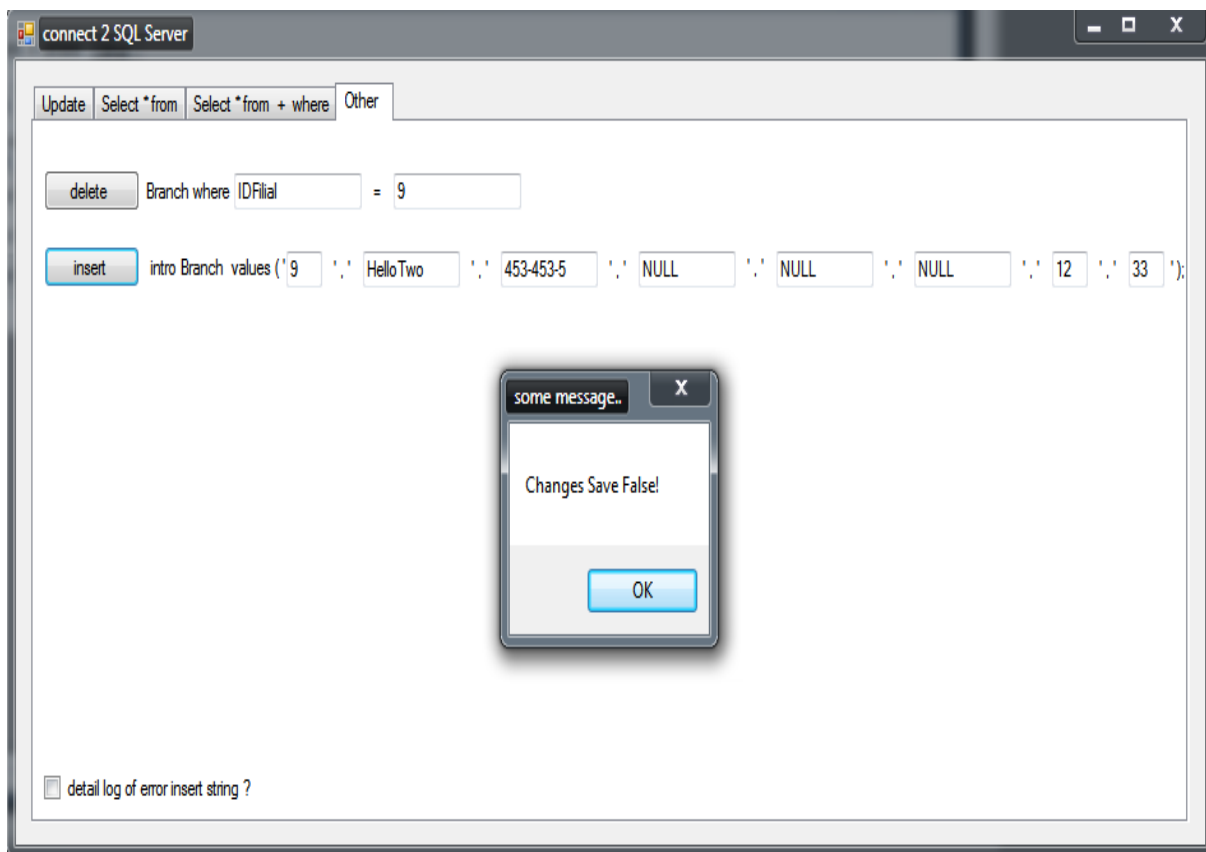 connect 2 SQL Server
X
Update Select * from Select * from + where Other
delete Branch where IDFilial = 9
insert intro Branch values ( ' 9 ' , ' HelloTwo ' , ' 453-453-5 ' , ' NULL ' , ' NULL ' , ' NULL ' , ' 12 ' , ' 33 ' );
some message.. X
Changes Save False!
OK
detail log of error insert string ?